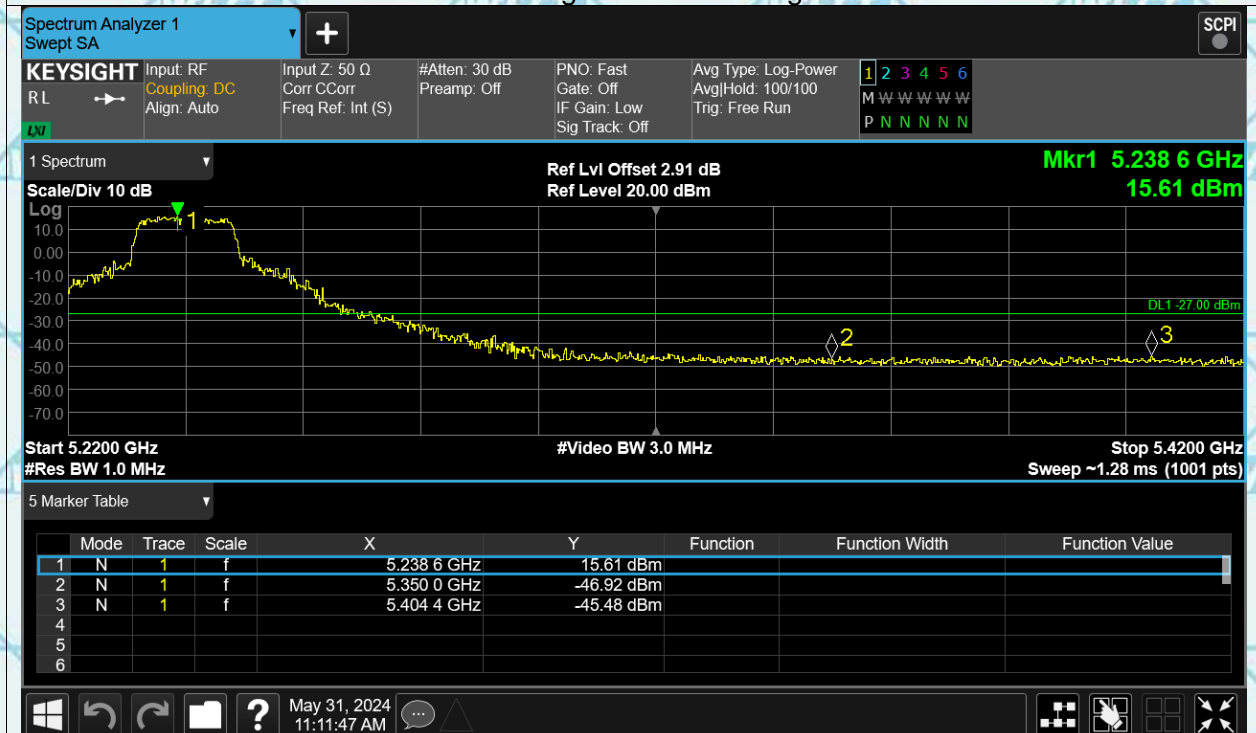 Spectrum Analyzer 1
Swept SA
+
SCPI
KEYSIGHT
RL
LXI
Input: RF
Coupling: DC
Align: Auto
Input Z: 50 Ω
Corr CCorr
Freq Ref: Int (S)
#Atten: 30 dB
Preamp: Off
PNO: Fast
Gate: Off
IF Gain: Low
Sig Track: Off
Avg Type: Log-Power
Avg|Hold: 100/100
Trig: Free Run
1 2 3 4 5 6
M W W W W W
P N N N N N N
1 Spectrum
Scale/Div 10 dB
Ref Lvl Offset 2.91 dB
Ref Level 20.00 dBm
Mkr1 5.238 6 GHz
15.61 dBm
Log
10.0
0.00
-10.0
-20.0
-30.0
-40.0
-50.0
-60.0
-70.0
1
2
3
DL1 -27.00 dBm
Start 5.2200 GHz
#Res BW 1.0 MHz
#Video BW 3.0 MHz
Stop 5.4200 GHz
Sweep ~1.28 ms (1001 pts)
5 Marker Table
Mode Trace Scale X Y Function Function Width Function Value
1 N 1 f 5.238 6 GHz 15.61 dBm
2 N 1 f 5.350 0 GHz -46.92 dBm
3 N 1 f 5.404 4 GHz -45.48 dBm
4
5
6
?
May 31, 2024
11:11:47 AM